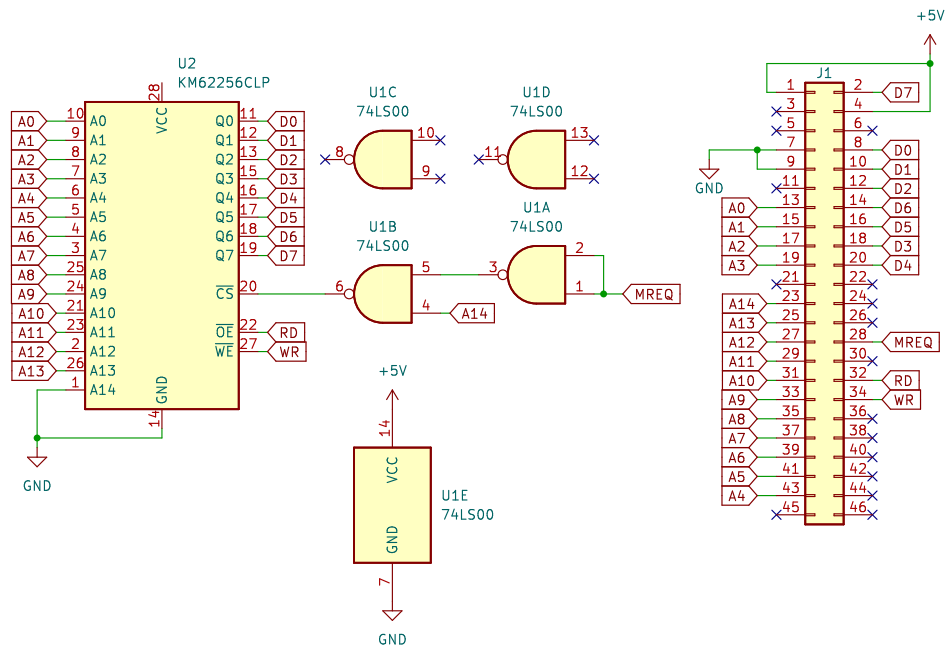 +5V
U2
KM62256CLP
28
VCC
A0 10 A0 Q0 11 D0
A1 9 A1 Q1 12 D1
A2 8 A2 Q2 13 D2
A3 7 A3 Q3 15 D3
A4 6 A4 Q4 16 D4
A5 5 A5 Q5 17 D5
A6 4 A6 Q6 18 D6
A7 3 A7 Q7 19 D7
A8 25 A8
A9 24 A9 CS 20
A10 21 A10
A11 23 A11 OE 22 RD
A12 2 A12 WE 27 WR
A13 26 A13
1 A14
GND
14
GND
U1C
74LS00
10
8
9
U1D
74LS00
13
11
12
U1B
74LS00
5
6
4 A14
U1A
74LS00
2
3
1 MREQ
+5V
14
VCC
U1E
74LS00
GND
7
GND
J1
1 2 D7
3 4
5 6
7 8 D0
9 10 D1
GND
11 12 D2
A0 13 14 D6
A1 15 16 D5
A2 17 18 D3
A3 19 20 D4
21 22
A14 23 24
A13 25 26
A12 27 28 MREQ
A11 29 30
A10 31 32 RD
A9 33 34 WR
A8 35 36
A7 37 38
A6 39 40
A5 41 42
A4 43 44
45 46